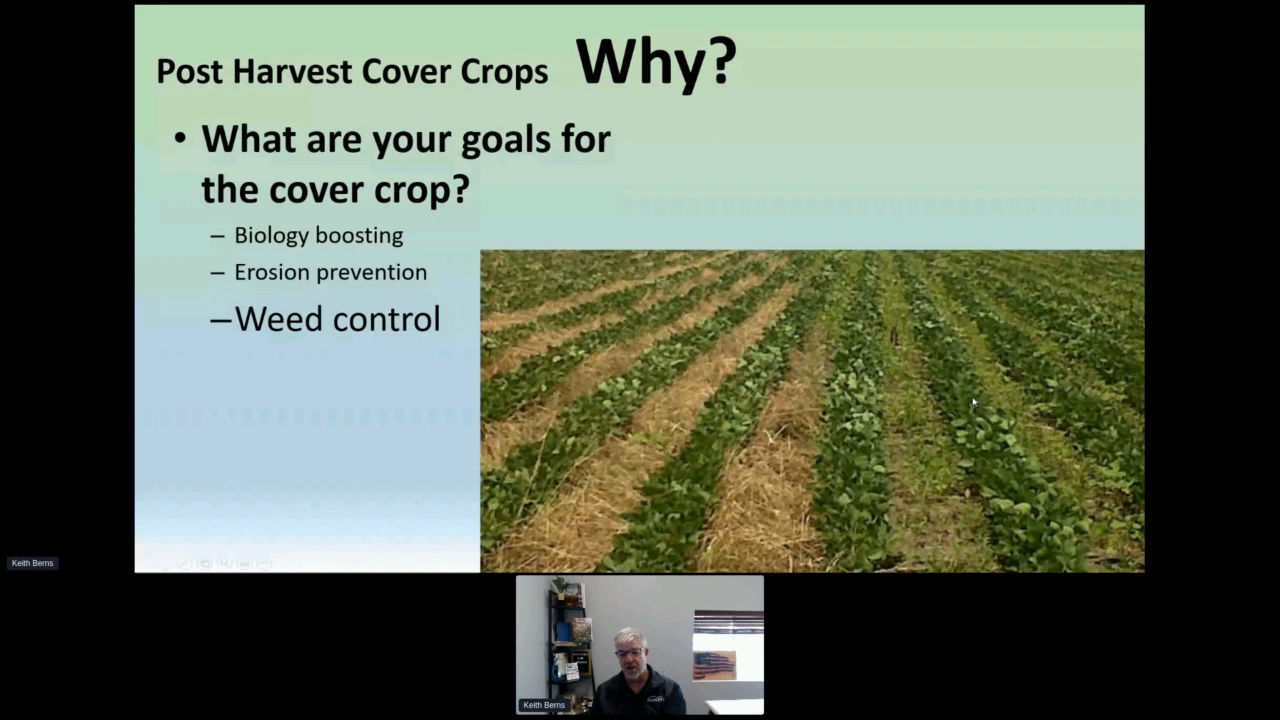 Post Harvest Cover Crops Why?
• What are your goals for
the cover crop?
– Biology boosting
– Erosion prevention
–Weed control
Keith Berns
Keith Berns